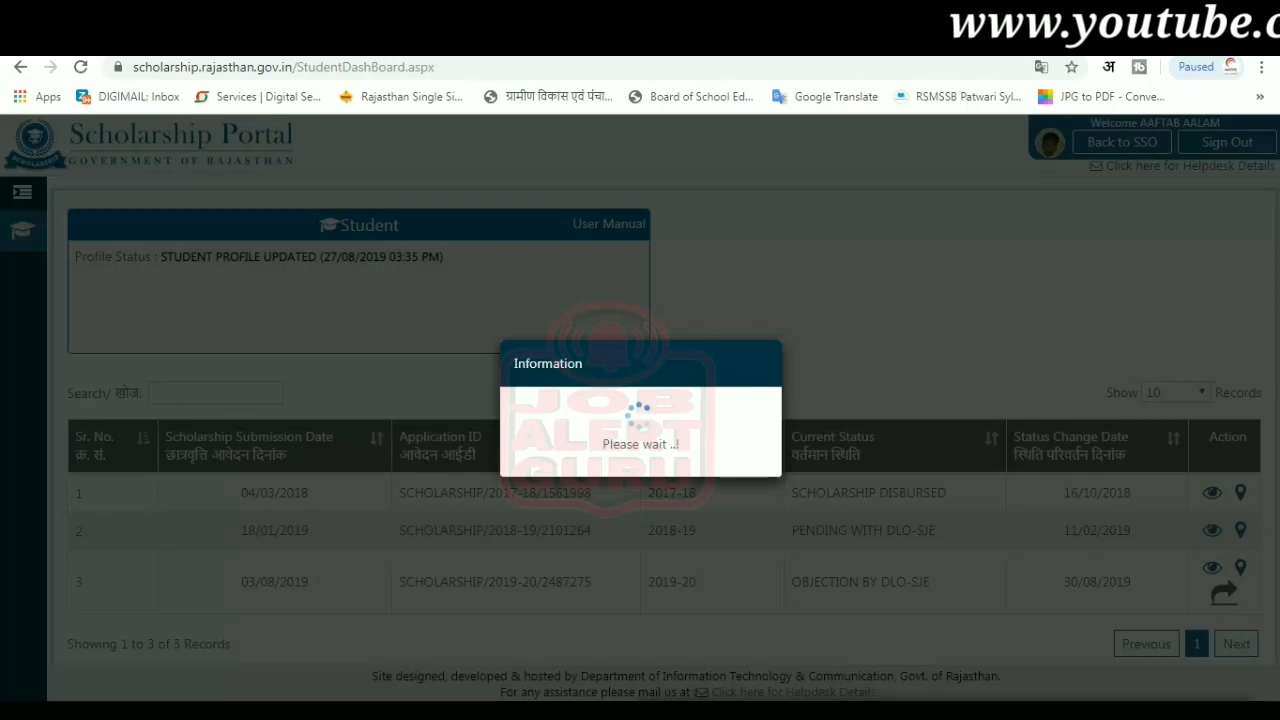 www.youtube.c
scholarship.rajasthan.gov.in/StudentDashBoard.aspx
अ
Paused
Apps
DIGIMAIL: Inbox
Services | Digital Se...
Rajasthan Single Si...
ग्रामीण विकास एवं पंचा...
Board of School Ed...
Google Translate
RSMSSB Patwari Syl...
JPG to PDF - Conve...
»
Scholarship Portal
GOVERNMENT OF RAJASTHAN
SCHOLARSHIP
Welcome AAFTAB AALAM
Back to SSO
Sign Out
Click here for Helpdesk Details
Student
User Manual
Profile Status : STUDENT PROFILE UPDATED (27/08/2019 03:35 PM)
Information
Please wait ..!
JOB
ALERT
GURU
Search/ खोज:
Show 10 Records
Sr. No. Scholarship Submission Date Application ID Current Status Status Change Date Action
क्र. सं. छात्रवृत्ति आवेदन दिनांक आवेदन आईडी वर्तमान स्थिति स्थिति परिवर्तन दिनांक
1 04/03/2018 SCHOLARSHIP/2017-18/1561998 2017-18 SCHOLARSHIP DISBURSED 16/10/2018
2 18/01/2019 SCHOLARSHIP/2018-19/2101264 2018-19 PENDING WITH DLO-SJE 11/02/2019
3 03/08/2019 SCHOLARSHIP/2019-20/2487275 2019-20 OBJECTION BY DLO-SJE 30/08/2019
Showing 1 to 3 of 3 Records
Previous 1 Next
Site designed, developed & hosted by Department of Information Technology & Communication, Govt. of Rajasthan.
For any assistance please mail us at Click here for Helpdesk Details